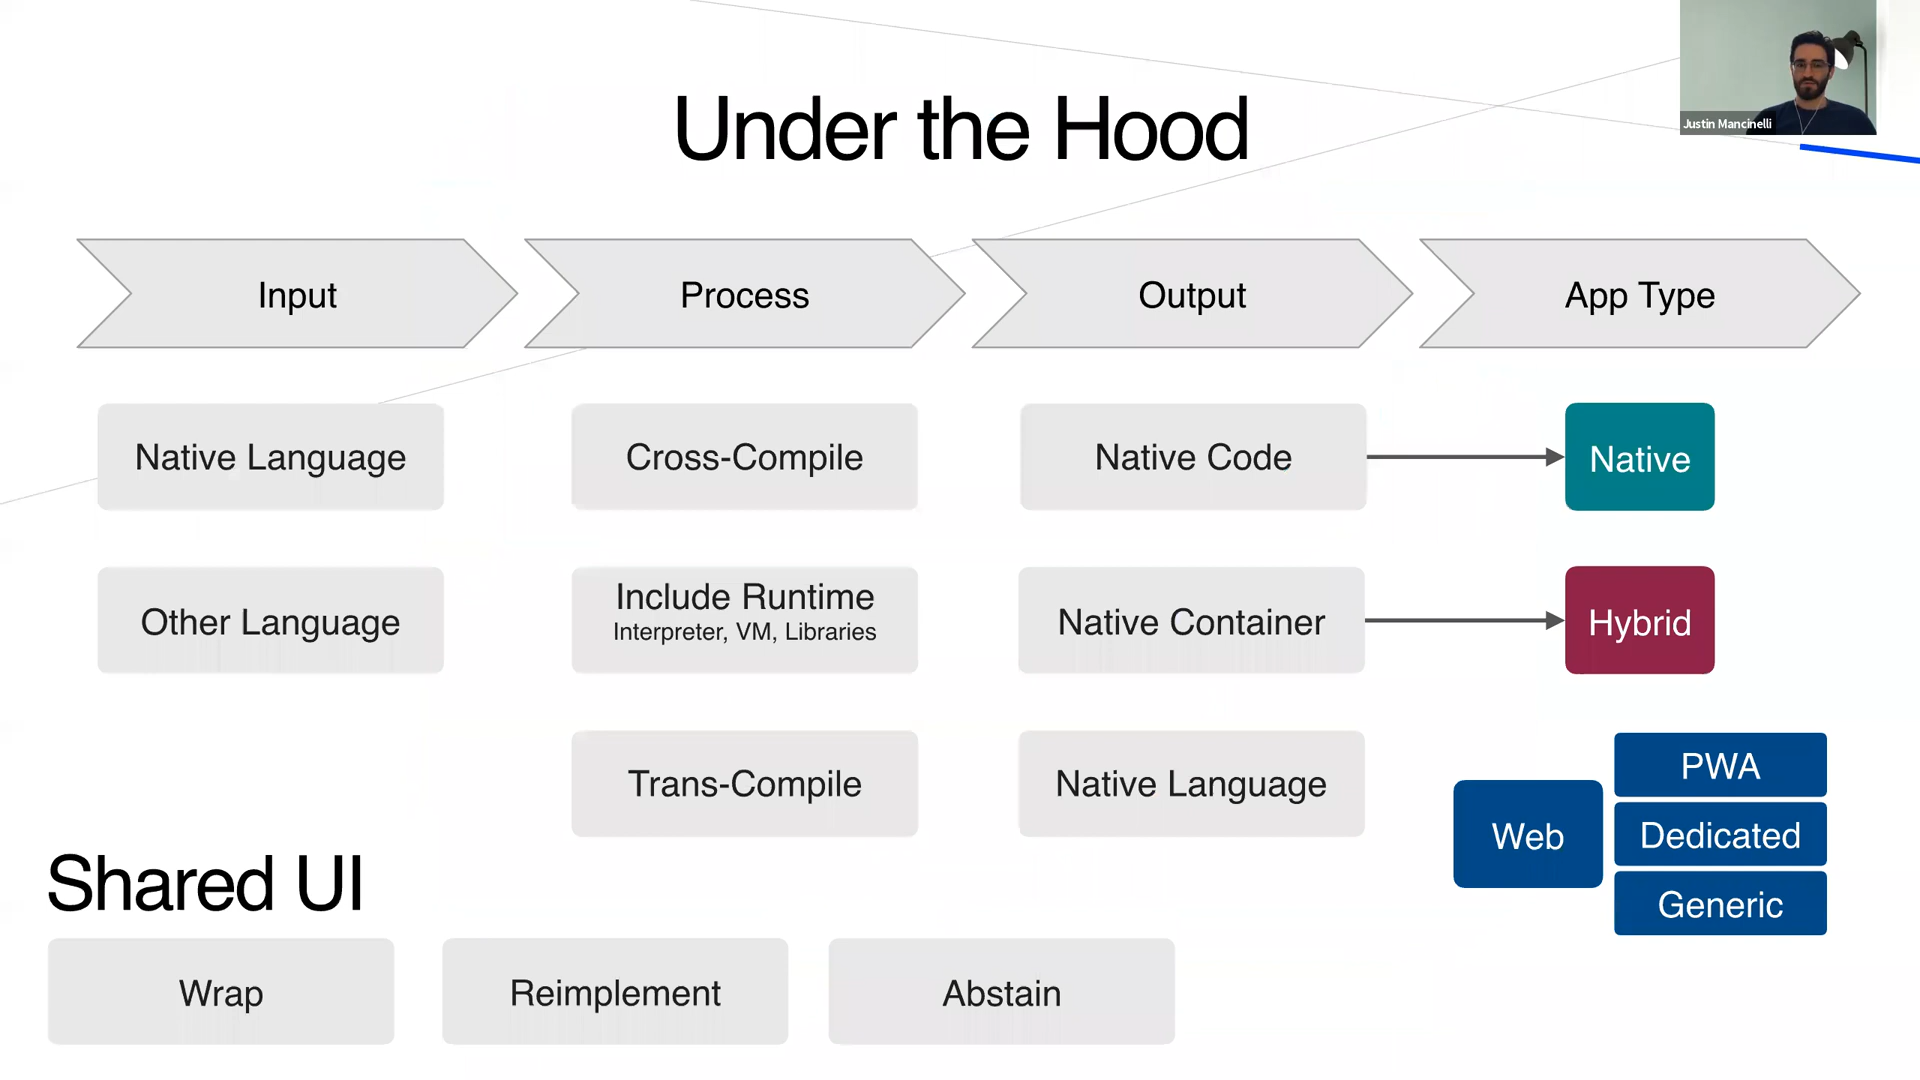 Under the Hood
Justin Mancinelli
Input
Process
Output
App Type
Native Language
Cross-Compile
Native Code
Native
Other Language
Include Runtime
Interpreter, VM, Libraries
Native Container
Hybrid
Trans-Compile
Native Language
Web
PWA
Dedicated
Generic
Shared UI
Wrap
Reimplement
Abstain